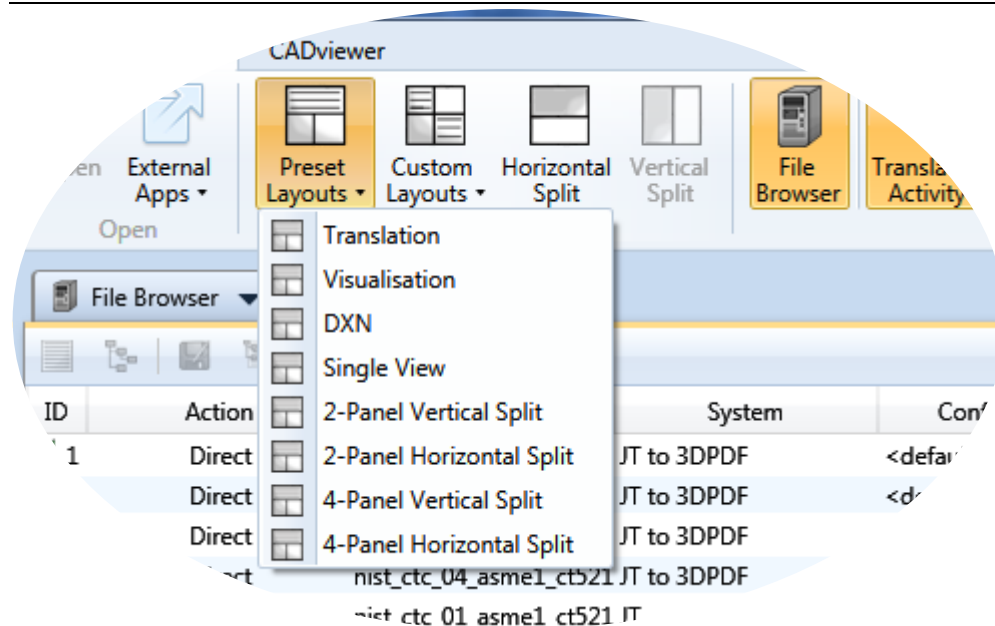 CADviewer
External
Apps
Preset
Layouts
Custom
Layouts
Horizontal
Split
Vertical
Split
File
Browser
Activity
Open
Translation
Visualisation
DXN
Single View
2-Panel Vertical Split
2-Panel Horizontal Split
4-Panel Vertical Split
4-Panel Horizontal Split
File Browser
ID Action System
1 Direct JT to 3DPDF
Direct JT to 3DPDF
Direct JT to 3DPDF
nist_ctc_04_asme1_ct521 JT to 3DPDF
nist_ctc_01_asme1_ct521 JT